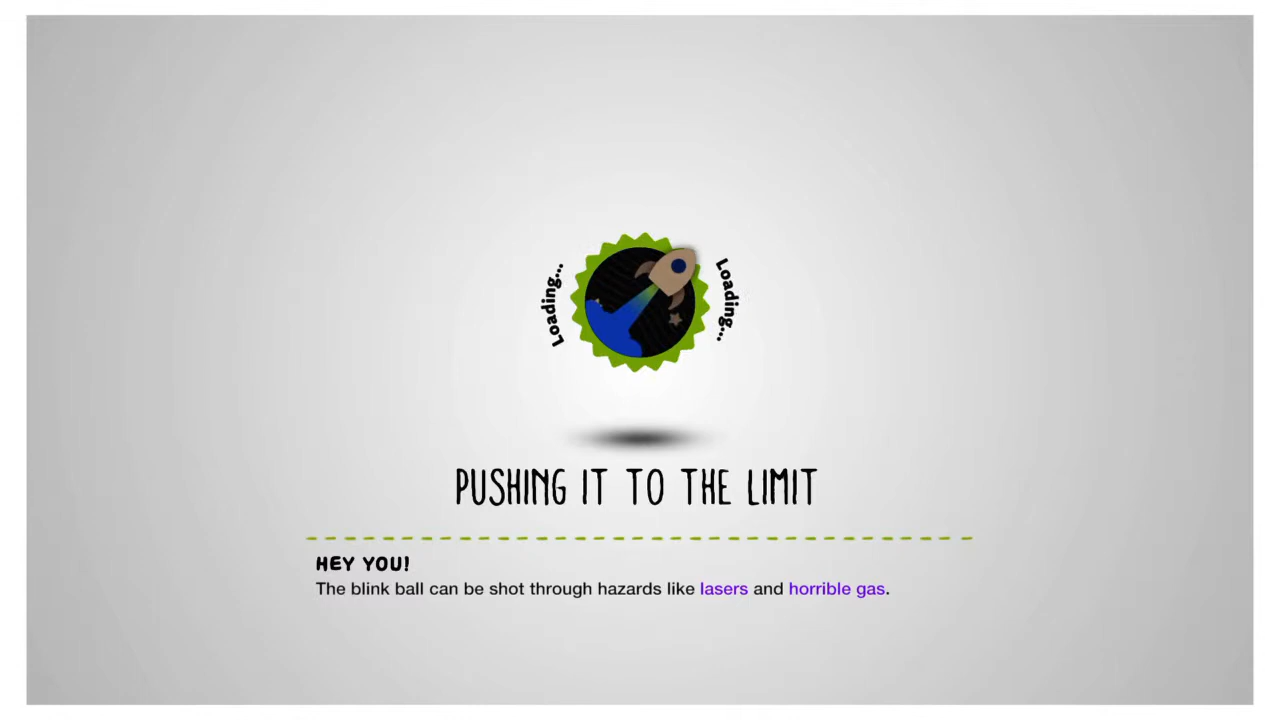 Loading...
Loading...
PUSHING IT TO THE LIMIT
HEY YOU!
The blink ball can be shot through hazards like lasers and horrible gas.